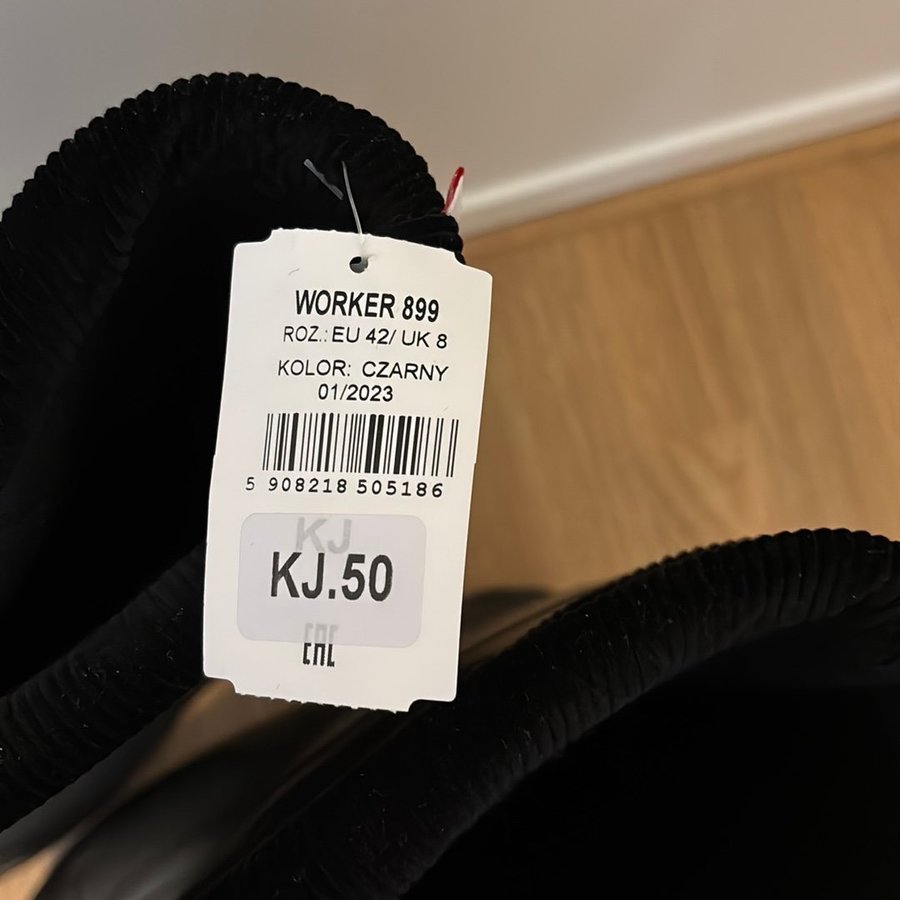 WORKER 899
ROZ.: EU 42/ UK 8
KOLOR: CZARNY
01/2023
5 908218 505186
KJ
KJ.50
EAC